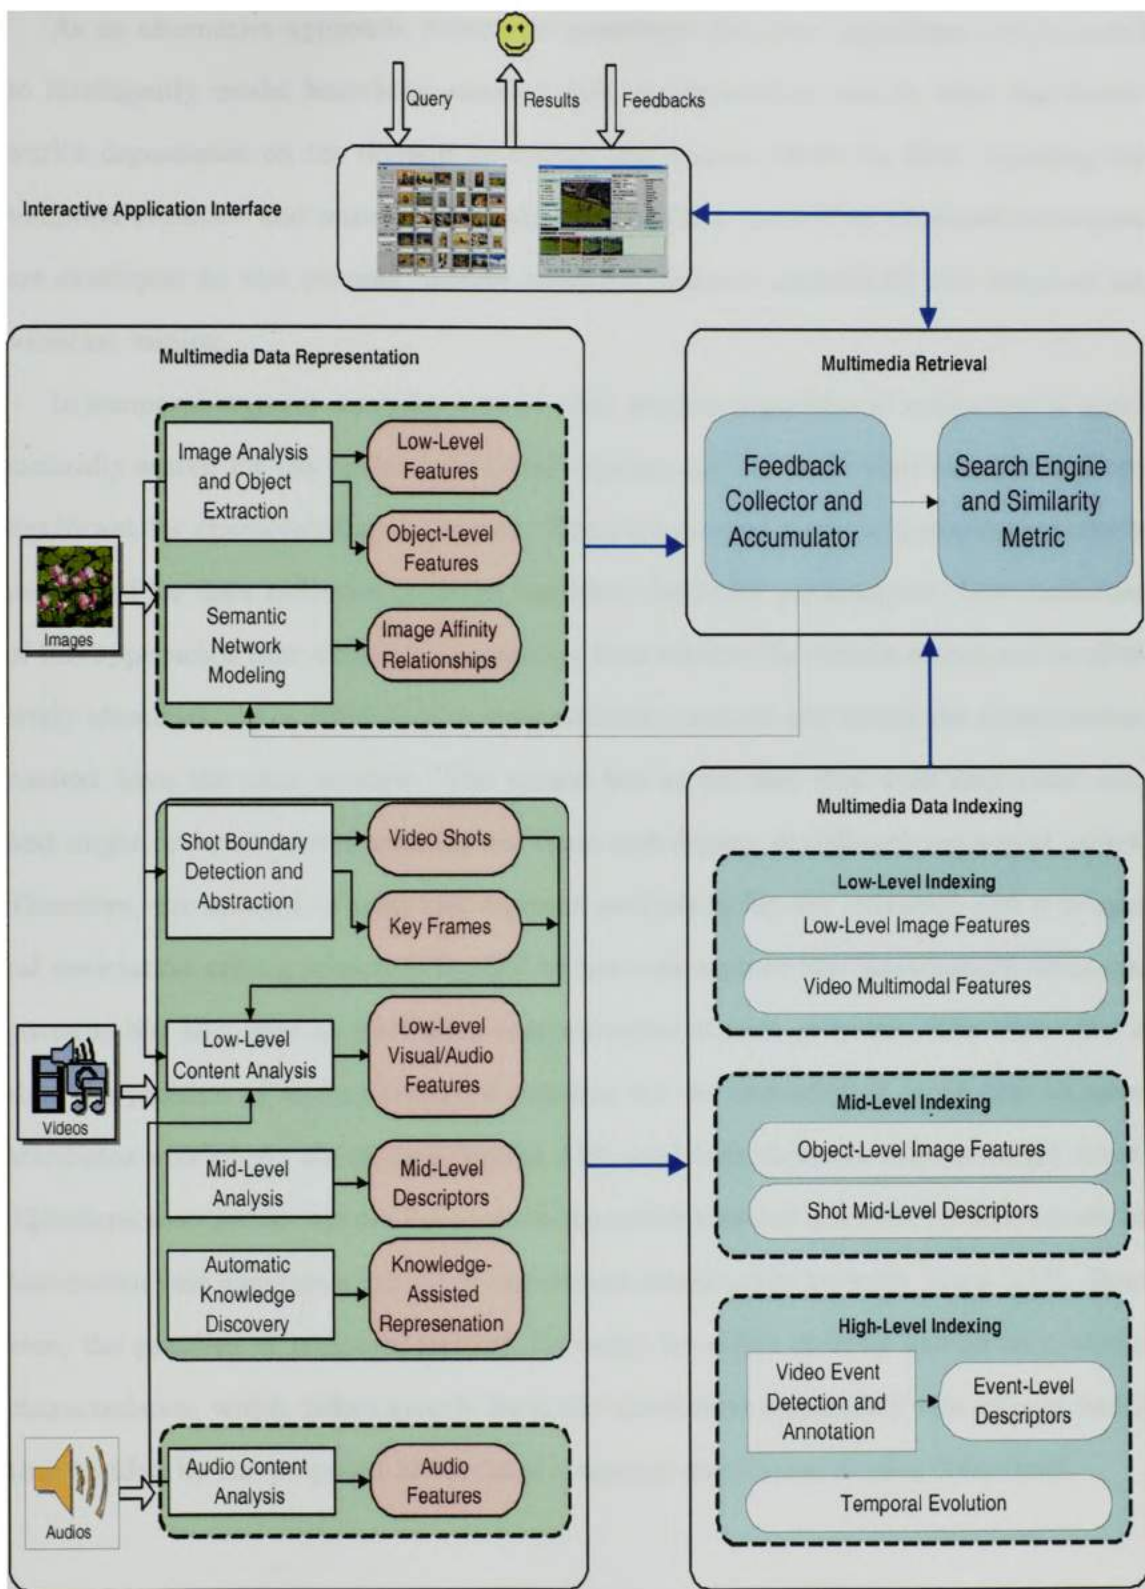 Query
Results
Feedbacks
Interactive Application Interface
Multimedia Data Representation
Image Analysis
and Object
Extraction
Low-Level
Features
Object-Level
Features
Images
Semantic
Network
Modeling
Image Affinity
Relationships
Shot Boundary
Detection and
Abstraction
Video Shots
Key Frames
Low-Level
Content Analysis
Low-Level
Visual/Audio
Features
Videos
Mid-Level
Analysis
Mid-Level
Descriptors
Automatic
Knowledge
Discovery
Knowledge-
Assisted
Represenation
Audio Content
Analysis
Audio
Features
Audios
Multimedia Retrieval
Feedback
Collector and
Accumulator
Search Engine
and Similarity
Metric
Multimedia Data Indexing
Low-Level Indexing
Low-Level Image Features
Video Multimodal Features
Mid-Level Indexing
Object-Level Image Features
Shot Mid-Level Descriptors
High-Level Indexing
Video Event
Detection and
Annotation
Event-Level
Descriptors
Temporal Evolution